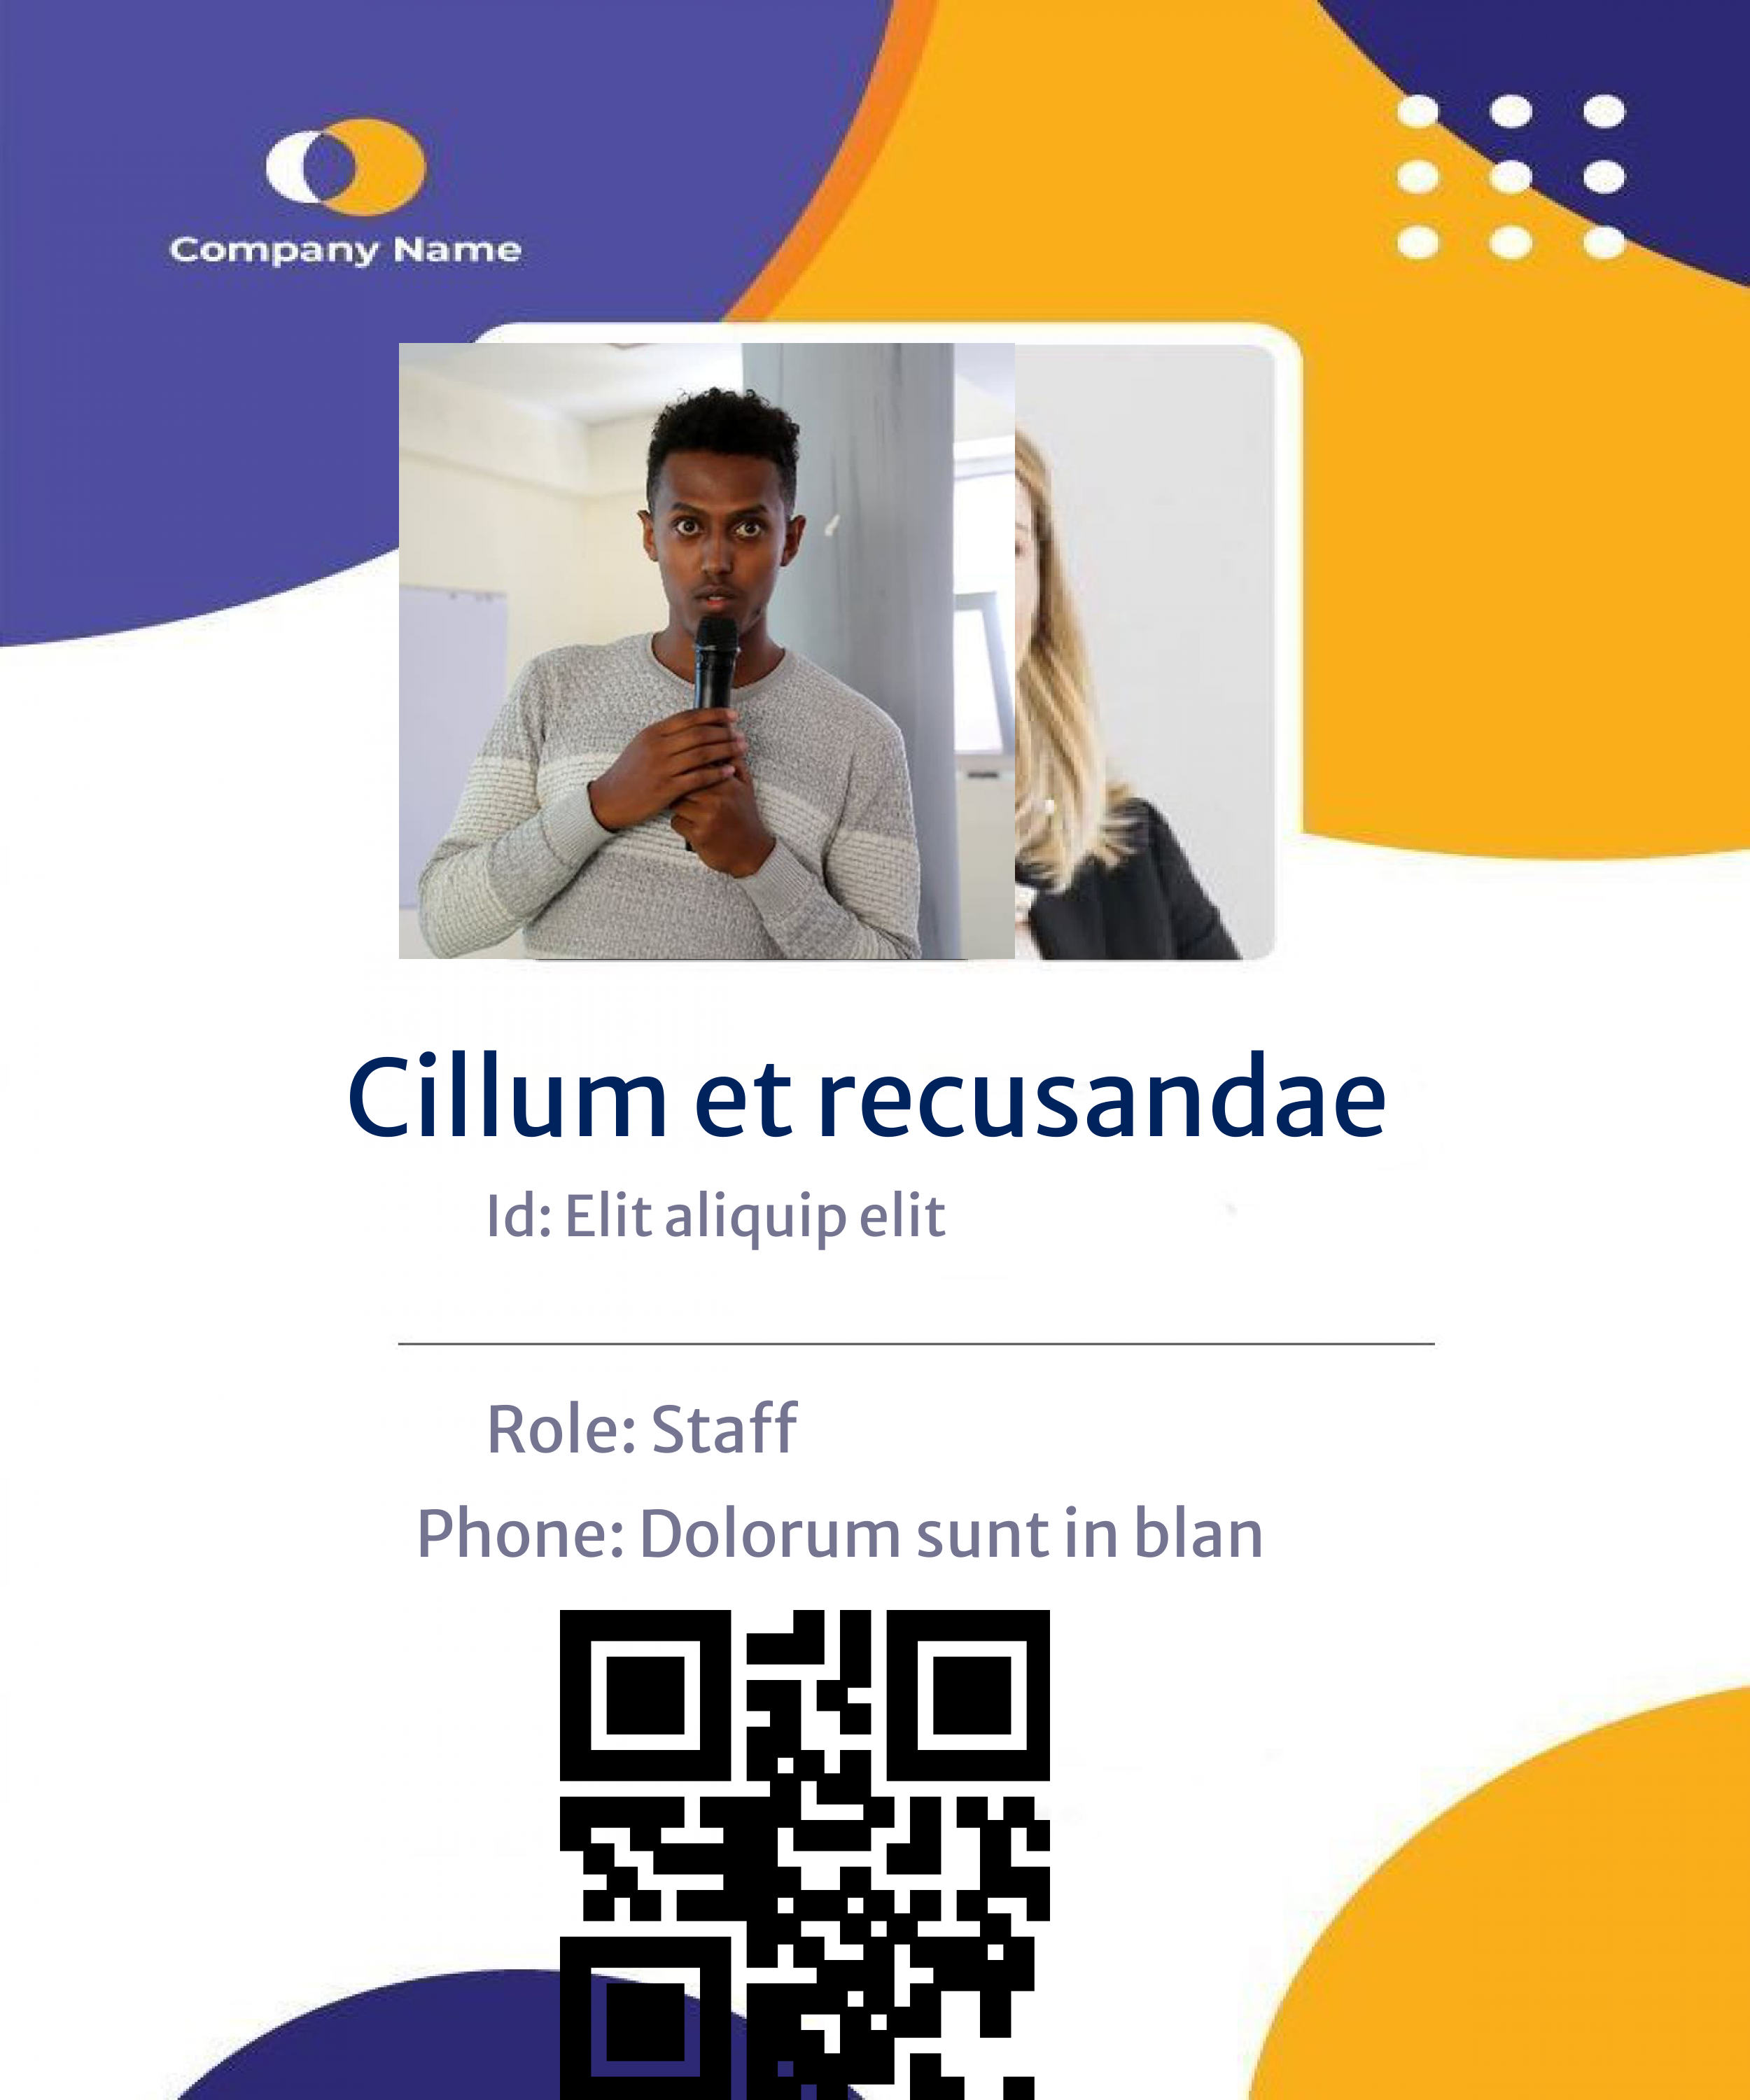 Company Name
Cillum et recusandae
Id: Elit aliquip elit
Role: Staff
Phone: Dolorum sunt in blan